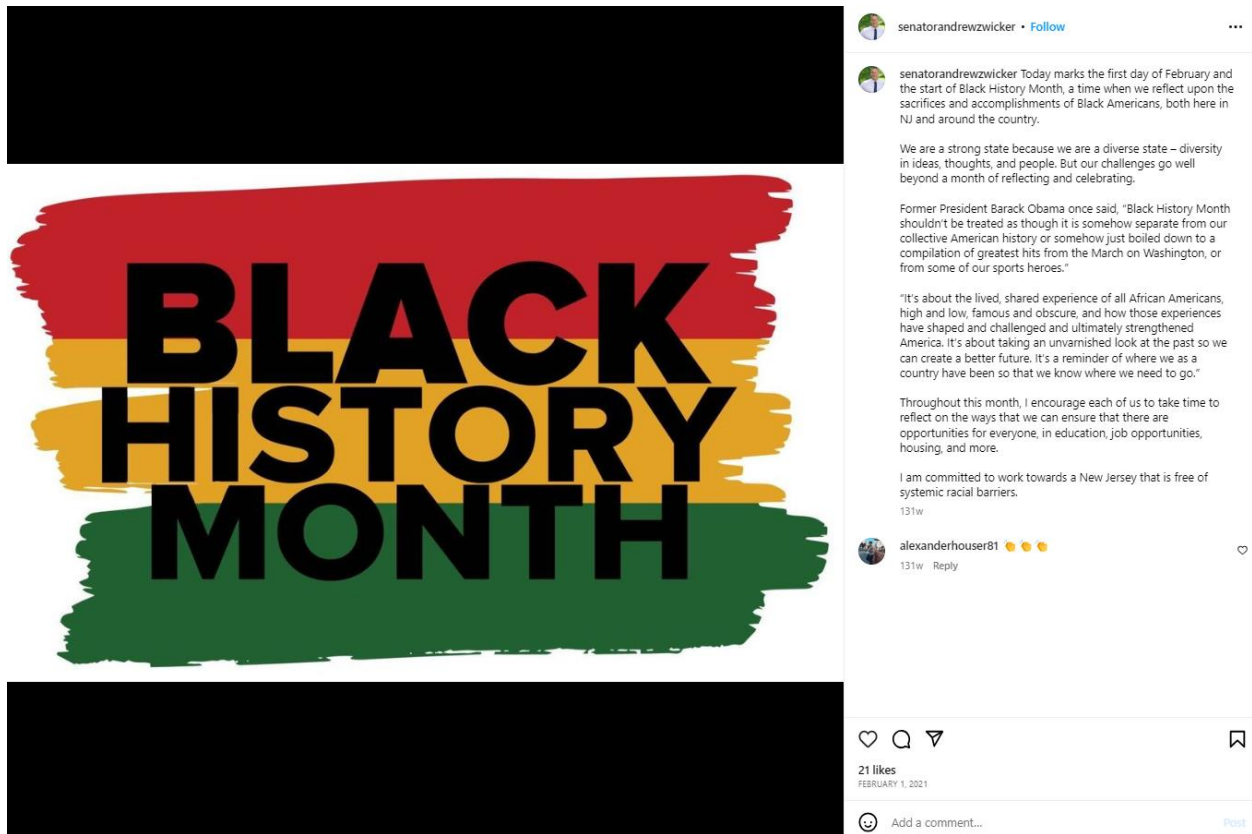 BLACK
HISTORY
MONTH
senatorandrewzwicker • Follow
senatorandrewzwicker Today marks the first day of February and
the start of Black History Month, a time when we reflect upon the
sacrifices and accomplishments of Black Americans, both here in
NJ and around the country.
We are a strong state because we are a diverse state – diversity
in ideas, thoughts, and people. But our challenges go well
beyond a month of reflecting and celebrating.
Former President Barack Obama once said, “Black History Month
shouldn’t be treated as though it is somehow separate from our
collective American history or somehow just boiled down to a
compilation of greatest hits from the March on Washington, or
from some of our sports heroes.”
“It’s about the lived, shared experience of all African Americans,
high and low, famous and obscure, and how those experiences
have shaped and challenged and ultimately strengthened
America. It’s about taking an unvarnished look at the past so we
can create a better future. It’s a reminder of where we as a
country have been so that we know where we need to go.”
Throughout this month, I encourage each of us to take time to
reflect on the ways that we can ensure that there are
opportunities for everyone, in education, job opportunities,
housing, and more.
I am committed to work towards a New Jersey that is free of
systemic racial barriers.
131w
alexanderhouser81 👏 👏 👏
131w Reply
21 likes
FEBRUARY 1, 2021
Add a comment...
Post